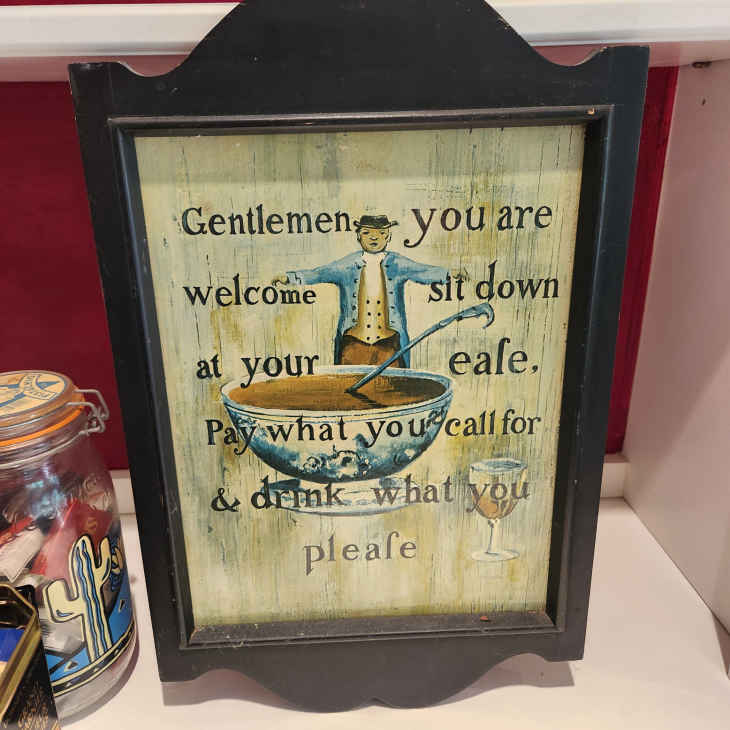 Gentlemen you are
welcome sit down
at your eaſe.
Pay what you call for
& drink what you
pleaſe